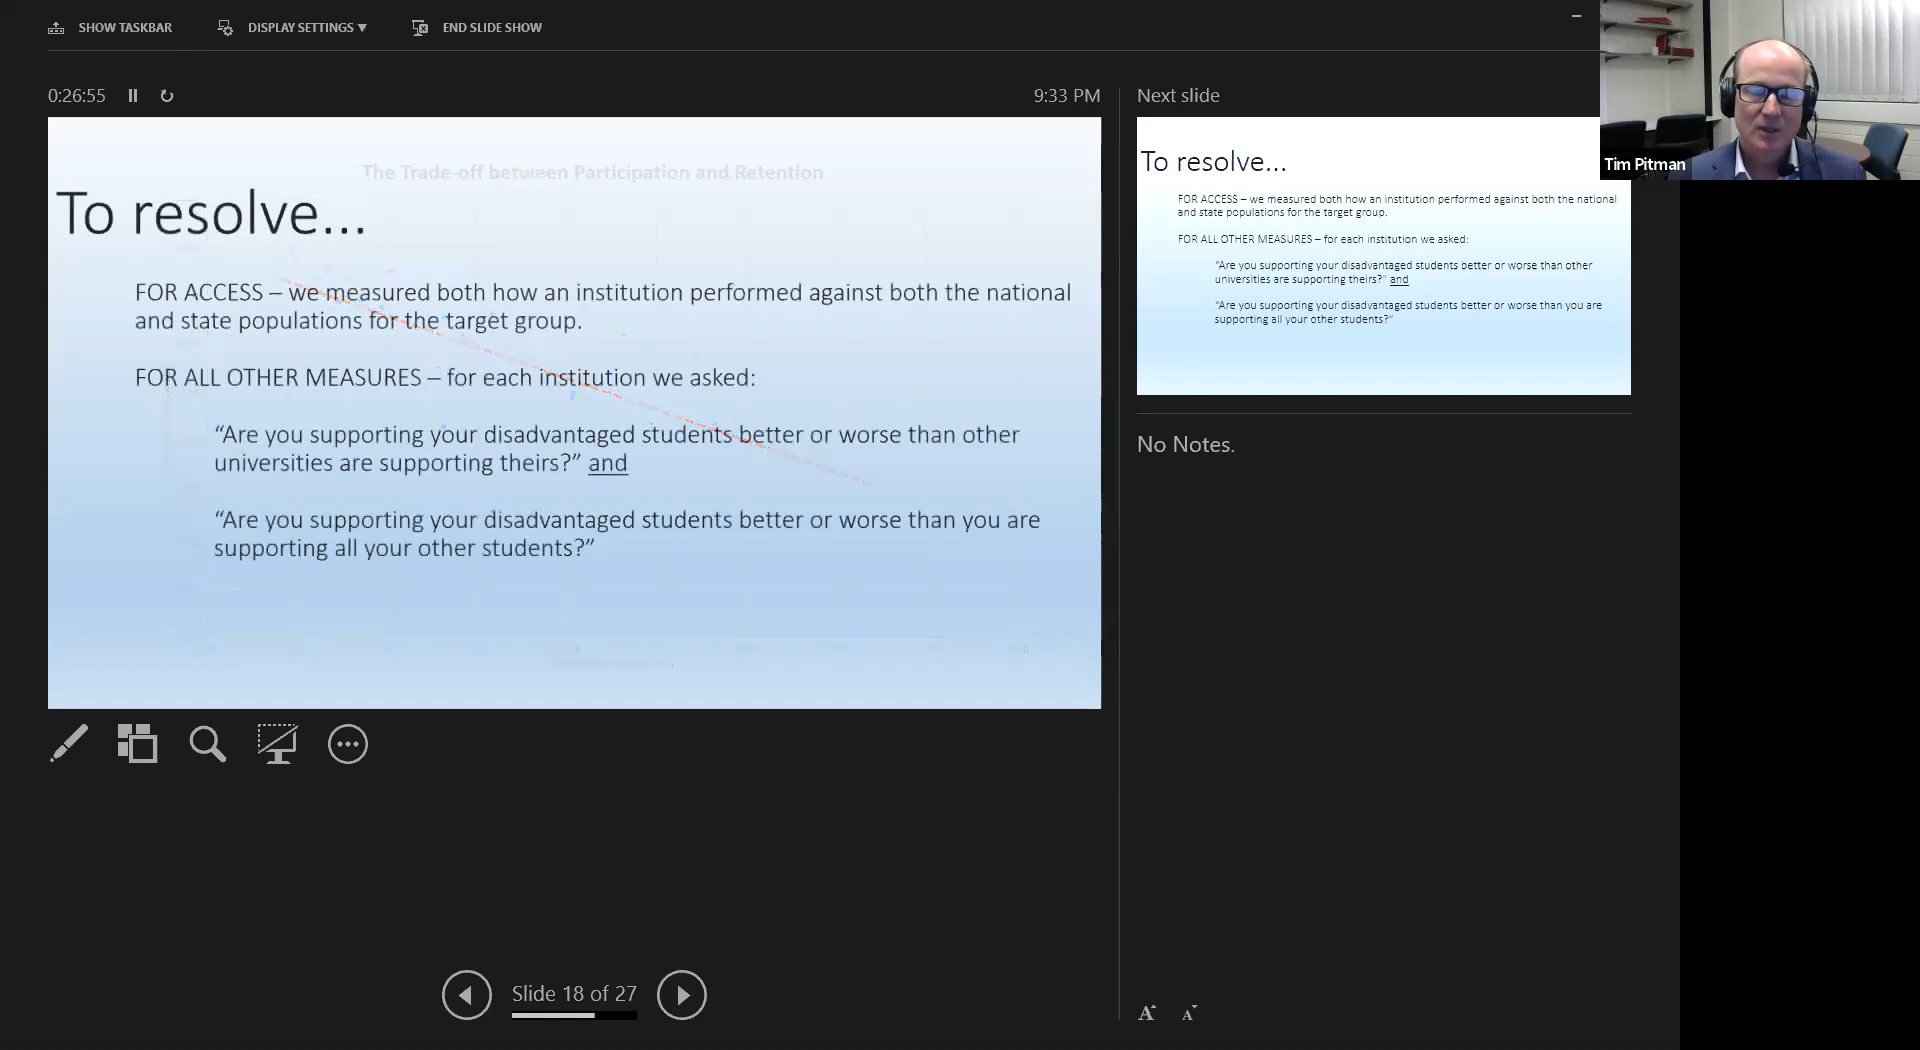 SHOW TASKBAR
DISPLAY SETTINGS ▼
END SLIDE SHOW
0:26:55
9:33 PM
The Trade-off between Participation and Retention
To resolve...
FOR ACCESS – we measured both how an institution performed against both the national
and state populations for the target group.
FOR ALL OTHER MEASURES – for each institution we asked:
“Are you supporting your disadvantaged students better or worse than other
universities are supporting theirs?” and
“Are you supporting your disadvantaged students better or worse than you are
supporting all your other students?”
Slide 18 of 27
Next slide
To resolve...
FOR ACCESS – we measured both how an institution performed against both the national
and state populations for the target group.
FOR ALL OTHER MEASURES – for each institution we asked:
“Are you supporting your disadvantaged students better or worse than other
universities are supporting theirs?” and
“Are you supporting your disadvantaged students better or worse than you are
supporting all your other students?”
No Notes.
A A
Tim Pitman